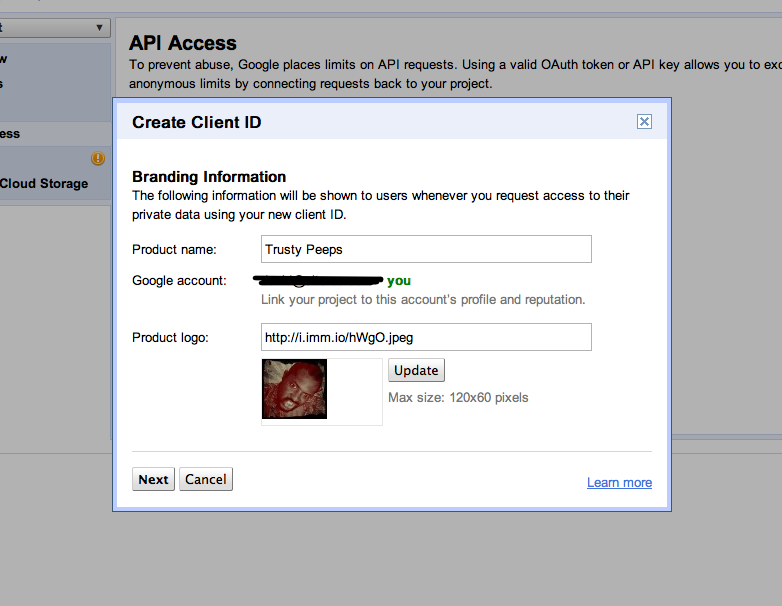 t ▼
API Access
To prevent abuse, Google places limits on API requests. Using a valid OAuth token or API key allows you to exc
anonymous limits by connecting requests back to your project.
w
s
ess
Cloud Storage
Create Client ID
Branding Information
The following information will be shown to users whenever you request access to their
private data using your new client ID.
Product name: Trusty Peeps
Google account: you
Link your project to this account's profile and reputation.
Product logo: http://i.imm.io/hWgO.jpeg
Update
Max size: 120x60 pixels
Next Cancel Learn more